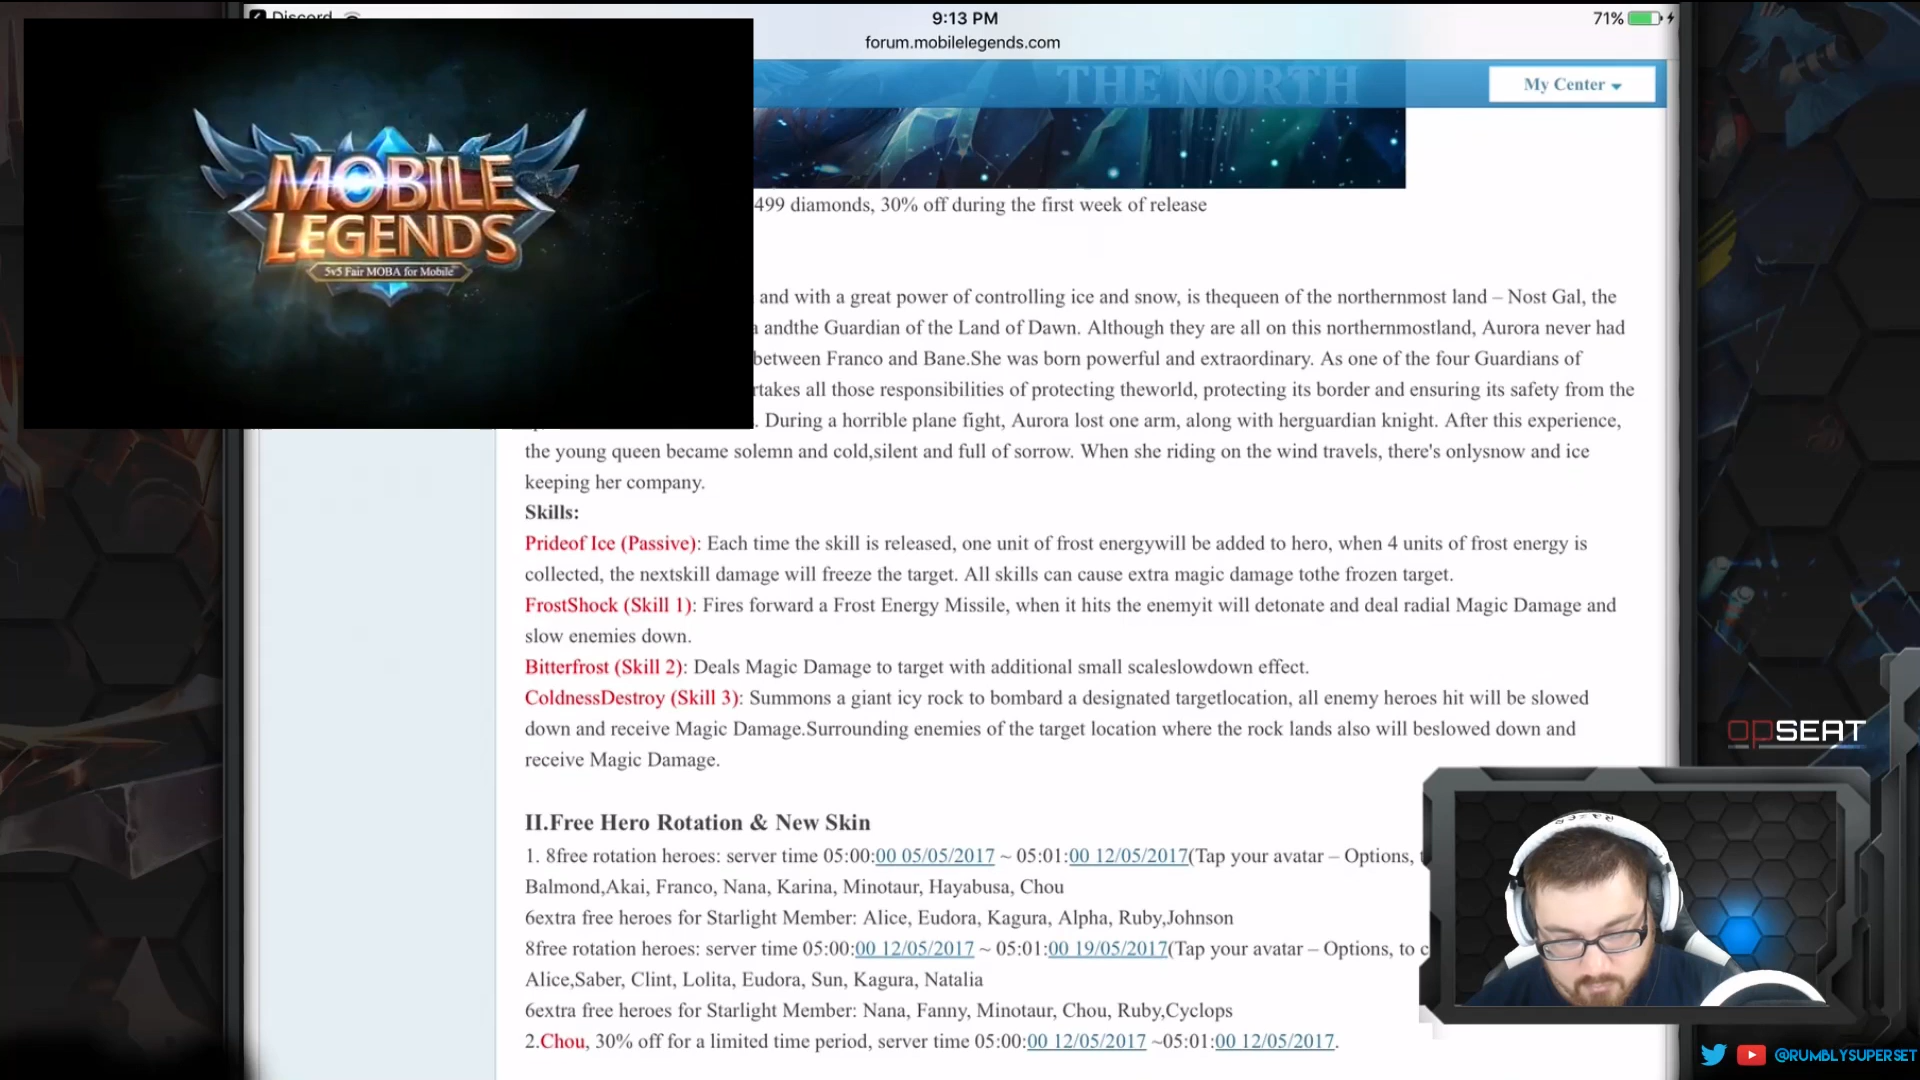 Discord
9:13 PM
71%
forum.mobilelegends.com
THE NORTH
My Center
MOBILE
LEGENDS
5v5 Fair MOBA for Mobile
499 diamonds, 30% off during the first week of release
and with a great power of controlling ice and snow, is thequeen of the northernmost land – Nost Gal, the
andthe Guardian of the Land of Dawn. Although they are all on this northernmostland, Aurora never had
between Franco and Bane.She was born powerful and extraordinary. As one of the four Guardians of
rtakes all those responsibilities of protecting theworld, protecting its border and ensuring its safety from the
. During a horrible plane fight, Aurora lost one arm, along with herguardian knight. After this experience,
the young queen became solemn and cold,silent and full of sorrow. When she riding on the wind travels, there's onlysnow and ice
keeping her company.
Skills:
Prideof Ice (Passive): Each time the skill is released, one unit of frost energywill be added to hero, when 4 units of frost energy is
collected, the nextskill damage will freeze the target. All skills can cause extra magic damage tothe frozen target.
FrostShock (Skill 1): Fires forward a Frost Energy Missile, when it hits the enemyit will detonate and deal radial Magic Damage and
slow enemies down.
Bitterfrost (Skill 2): Deals Magic Damage to target with additional small scaleslowdown effect.
ColdnessDestroy (Skill 3): Summons a giant icy rock to bombard a designated targetlocation, all enemy heroes hit will be slowed
down and receive Magic Damage.Surrounding enemies of the target location where the rock lands also will beslowed down and
receive Magic Damage.
II.Free Hero Rotation & New Skin
1. 8free rotation heroes: server time 05:00:00 05/05/2017 ~ 05:01:00 12/05/2017(Tap your avatar – Options,
Balmond,Akai, Franco, Nana, Karina, Minotaur, Hayabusa, Chou
6extra free heroes for Starlight Member: Alice, Eudora, Kagura, Alpha, Ruby,Johnson
8free rotation heroes: server time 05:00:00 12/05/2017 ~ 05:01:00 19/05/2017(Tap your avatar – Options, to c
Alice,Saber, Clint, Lolita, Eudora, Sun, Kagura, Natalia
6extra free heroes for Starlight Member: Nana, Fanny, Minotaur, Chou, Ruby,Cyclops
2.Chou, 30% off for a limited time period, server time 05:00:00 12/05/2017 ~05:01:00 12/05/2017.
opSEAT
@RUMBLYSUPERSET